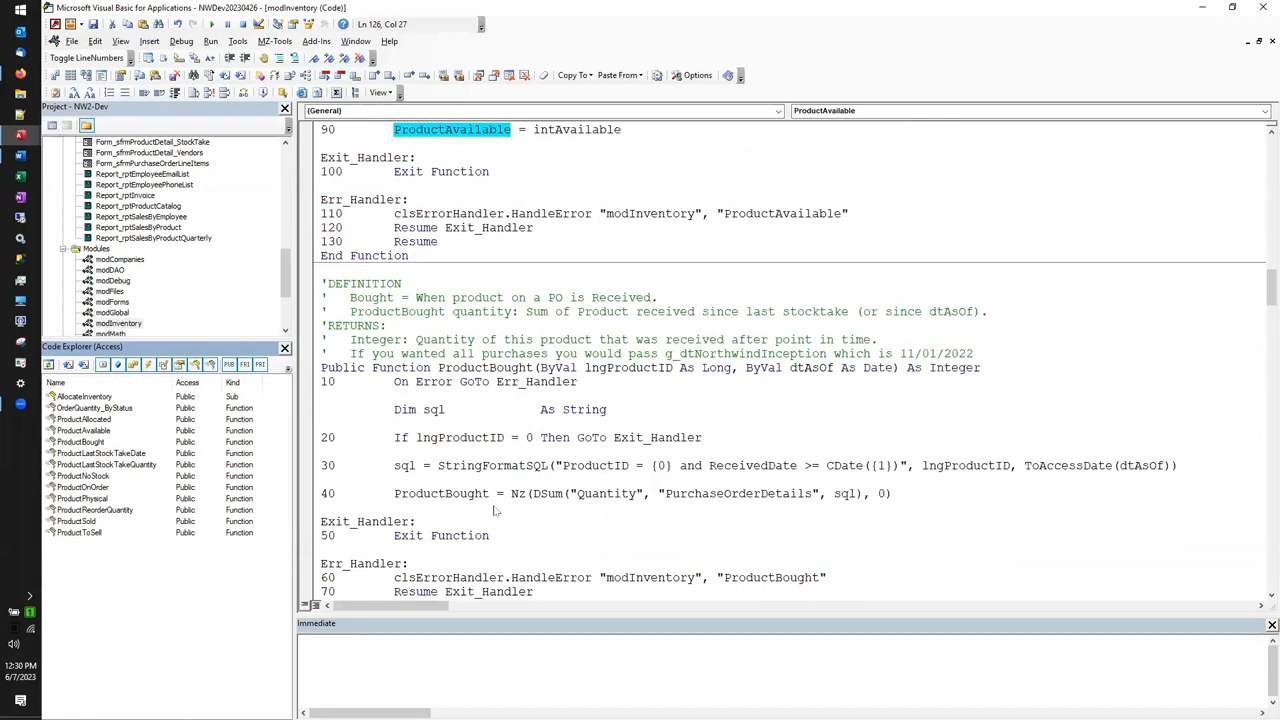 Microsoft Visual Basic for Applications - NWDev20230426 - [modInventory (Code)]
File Edit View Insert Debug Run Tools MZ-Tools Add-Ins Window Help
Ln 126, Col 27
Toggle LineNumbers
Copy To Paste From Options
View
Project - NW2-Dev
Form_sfrmProductDetail_StockTake
Form_sfrmProductDetail_Vendors
Form_sfrmPurchaseOrderLineItems
Report_rptEmployeeEmailList
Report_rptEmployeePhoneList
Report_rptInvoice
Report_rptProductCatalog
Report_rptSalesByEmployee
Report_rptSalesByProduct
Report_rptSalesByProductQuarterly
Modules
modCompanies
modDAO
modDebug
modFiles
modForms
modGlobal
modInventory
modMath
Code Explorer (Access)
PUB FRI PRI
Name Access Kind
AllocateInventory Public Sub
OrderQuantity_ByStatus Public Function
ProductAllocated Public Function
ProductAvailable Public Function
ProductBought Public Function
ProductLastStockTakeDate Public Function
ProductLastStockTakeQuantity Public Function
ProductNoStock Public Function
ProductOnOrder Public Function
ProductPhysical Public Function
ProductReorderQuantity Public Function
ProductSold Public Function
ProductToSell Public Function
1
12:30 PM
6/7/2023
(General) ProductAvailable
90 ProductAvailable = intAvailable
Exit_Handler:
100 Exit Function
Err_Handler:
110 clsErrorHandler.HandleError "modInventory", "ProductAvailable"
120 Resume Exit_Handler
130 Resume
End Function
'DEFINITION
' Bought = When product on a PO is Received.
' ProductBought quantity: Sum of Product received since last stocktake (or since dtAsOf).
'RETURNS:
' Integer: Quantity of this product that was received after point in time.
' If you wanted all purchases you would pass g_dtNorthwindInception which is 11/01/2022
Public Function ProductBought(ByVal lngProductID As Long, ByVal dtAsOf As Date) As Integer
10 On Error GoTo Err_Handler
Dim sql As String
20 If lngProductID = 0 Then GoTo Exit_Handler
30 sql = StringFormatSQL("ProductID = {0} and ReceivedDate >= CDate({1})", lngProductID, ToAccessDate(dtAsOf))
40 ProductBought = Nz(DSum("Quantity", "PurchaseOrderDetails", sql), 0)
Exit_Handler:
50 Exit Function
Err_Handler:
60 clsErrorHandler.HandleError "modInventory", "ProductBought"
70 Resume Exit_Handler
Immediate